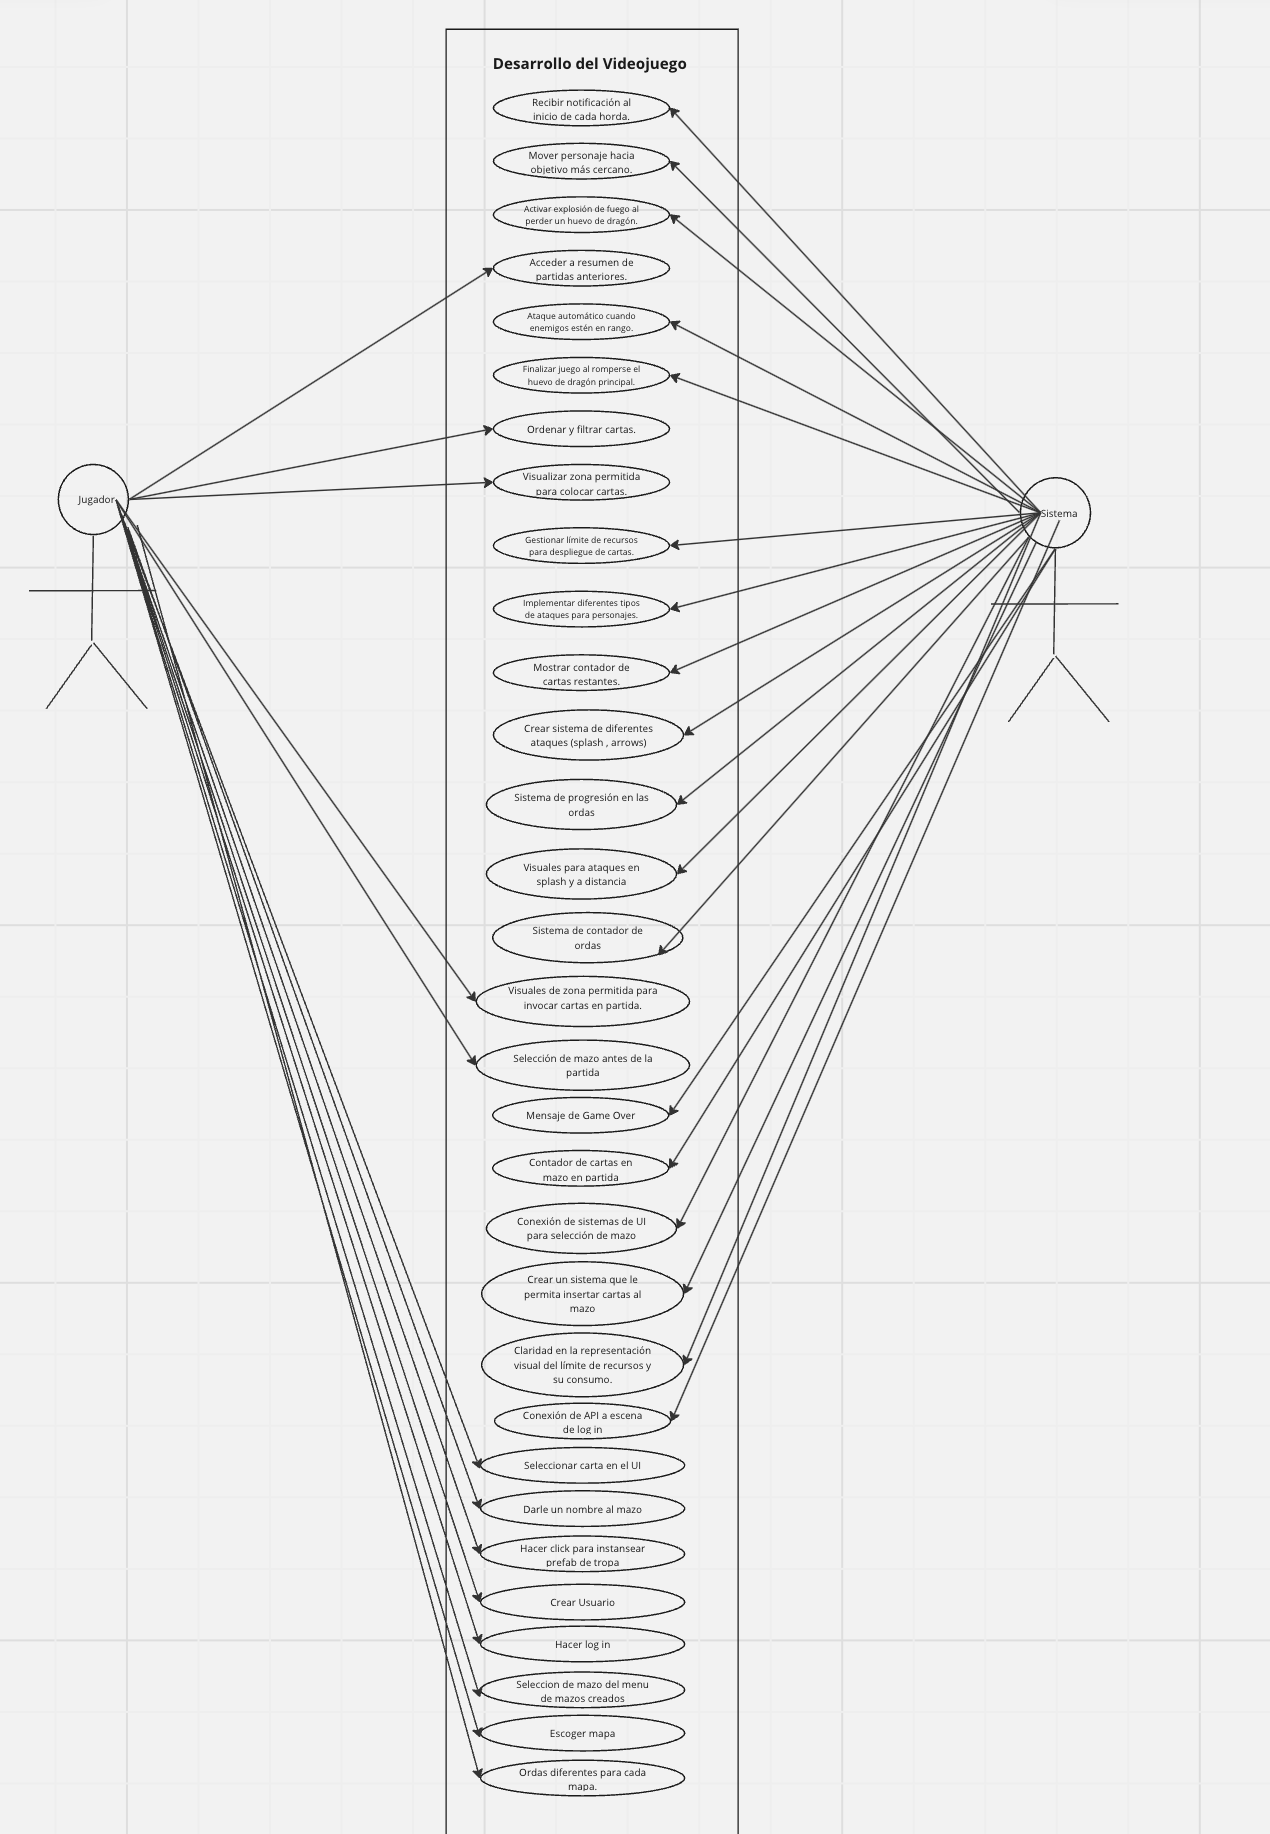 Desarrollo del Videojuego
Recibir notificación al
inicio de cada horda.
Mover personaje hacia
objetivo más cercano.
Activar explosión de fuego al
perder un huevo de dragón.
Acceder a resumen de
partidas anteriores.
Ataque automático cuando
enemigos estén en rango.
Finalizar juego al romperse el
huevo de dragón principal.
Ordenar y filtrar cartas.
Visualizar zona permitida
para colocar cartas.
Jugador
Sistema
Gestionar límite de recursos
para despliegue de cartas.
Implementar diferentes tipos
de ataques para personajes.
Mostrar contador de
cartas restantes.
Crear sistema de diferentes
ataques (splash , arrows)
Sistema de progresión en las
ordas
Visuales para ataques en
splash y a distancia
Sistema de contador de
ordas
Visuales de zona permitida para
invocar cartas en partida.
Selección de mazo antes de la
partida
Mensaje de Game Over
Contador de cartas en
mazo en partida
Conexión de sistemas de UI
para selección de mazo
Crear un sistema que le
permita insertar cartas al
mazo
Claridad en la representación
visual del límite de recursos y
su consumo.
Conexión de API a escena
de log in
Seleccionar carta en el UI
Darle un nombre al mazo
Hacer click para instansear
prefab de tropa
Crear Usuario
Hacer log in
Seleccion de mazo del menu
de mazos creados
Escoger mapa
Ordas diferentes para cada
mapa.